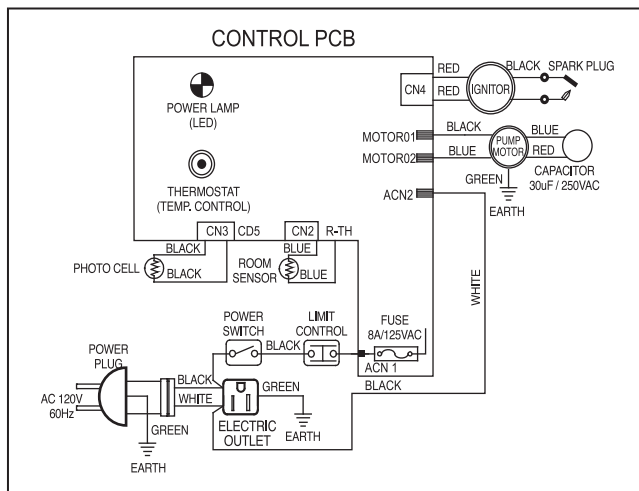 CONTROL PCB
POWER LAMP
(LED)
THERMOSTAT
(TEMP. CONTROL)
CN4
RED
RED
IGNITOR
BLACK
SPARK PLUG
MOTOR01
MOTOR02
BLACK
BLUE
PUMP
MOTOR
BLUE
RED
CAPACITOR
30uF / 250VAC
GREEN
EARTH
ACN2
WHITE
CN3
CD5
CN2
R-TH
BLACK
BLACK
PHOTO CELL
BLUE
BLUE
ROOM
SENSOR
POWER
SWITCH
BLACK
LIMIT
CONTROL
FUSE
8A/125VAC
ACN 1
BLACK
POWER
PLUG
AC 120V
60Hz
BLACK
WHITE
GREEN
EARTH
ELECTRIC
OUTLET
GREEN
EARTH